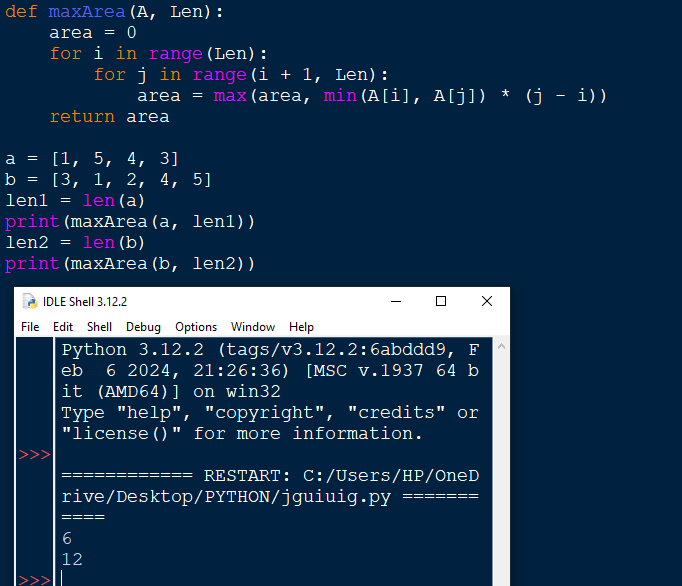 def maxArea(A, Len):
    area = 0
    for i in range(Len):
        for j in range(i + 1, Len):
            area = max(area, min(A[i], A[j]) * (j - i))
    return area

a = [1, 5, 4, 3]
b = [3, 1, 2, 4, 5]
len1 = len(a)
print(maxArea(a, len1))
len2 = len(b)
print(maxArea(b, len2))
IDLE Shell 3.12.2
File Edit Shell Debug Options Window Help
Python 3.12.2 (tags/v3.12.2:6abddd9, F
eb  6 2024, 21:26:36) [MSC v.1937 64 b
it (AMD64)] on win32
Type "help", "copyright", "credits" or
"license()" for more information.
>>>
============ RESTART: C:/Users/HP/OneD
rive/Desktop/PYTHON/jguiuig.py =======
====
6
12
>>>